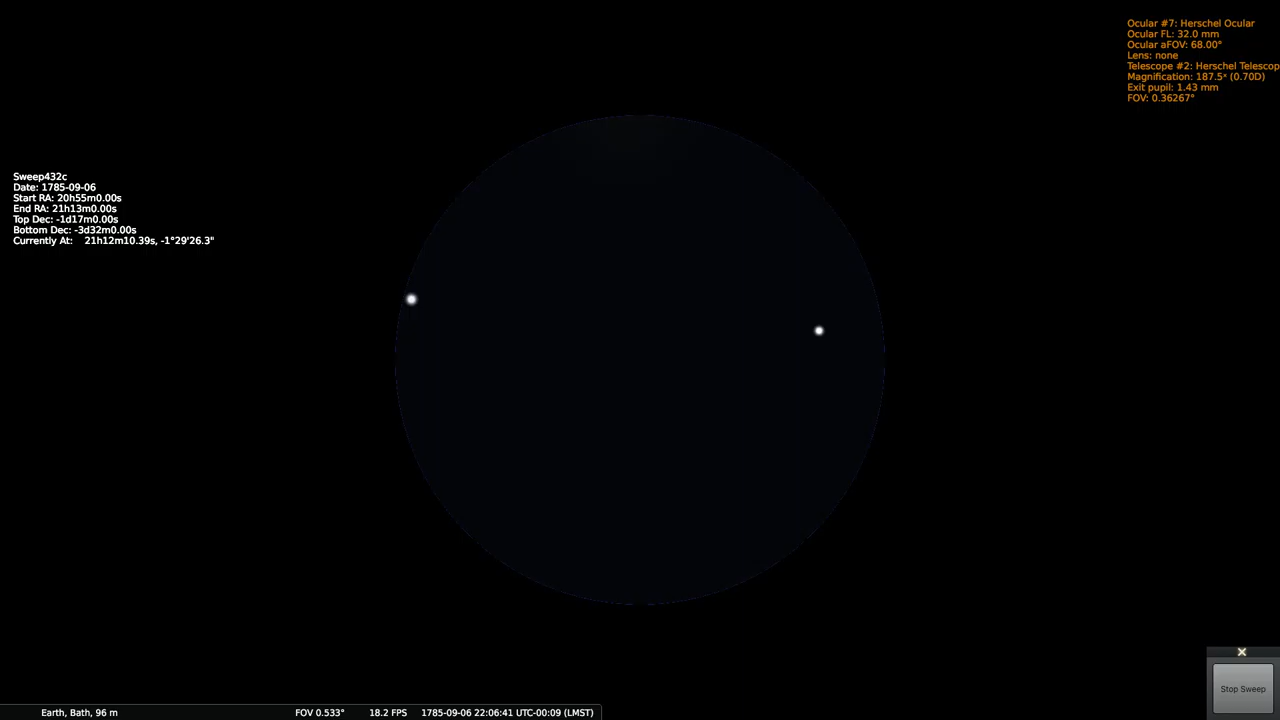 Ocular #7: Herschel Ocular
Ocular FL: 32.0 mm
Ocular aFOV: 68.00°
Lens: none
Telescope #2: Herschel Telescop
Magnification: 187.5ˣ (0.70D)
Exit pupil: 1.43 mm
FOV: 0.36267°
Sweep432c
Date: 1785-09-06
Start RA: 20h55m0.00s
End RA: 21h13m0.00s
Top Dec: -1d17m0.00s
Bottom Dec: -3d32m0.00s
Currently At: 21h12m10.39s, -1°29'26.3"
Stop Sweep
Earth, Bath, 96 m FOV 0.533° 18.2 FPS 1785-09-06 22:06:41 UTC-00:09 (LMST)